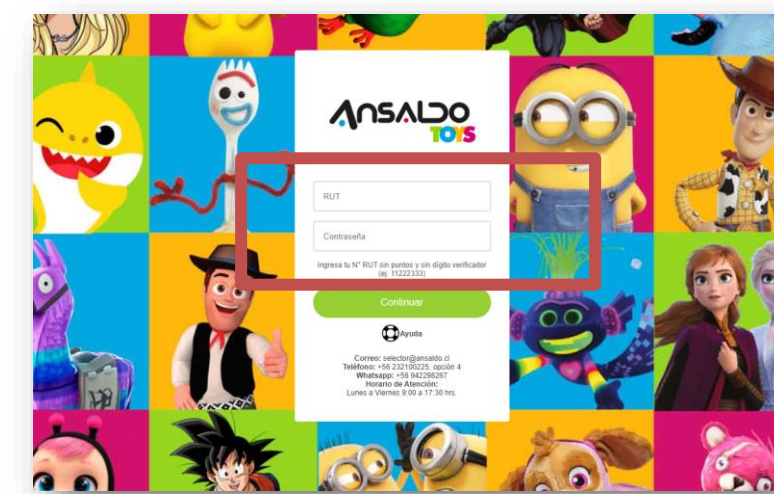 ANSALDO
TOYS
RUT
Contraseña
Ingresa tu N° RUT sin puntos y sin dígito verificador
(ej. 11222333)
Continuar
Ayuda
Correo: selector@ansaldo.cl
Teléfono: +56 232100225, opción 4
Whatsapp: +56 942298267
Horario de Atención:
Lunes a Viernes 9:00 a 17:30 hrs.